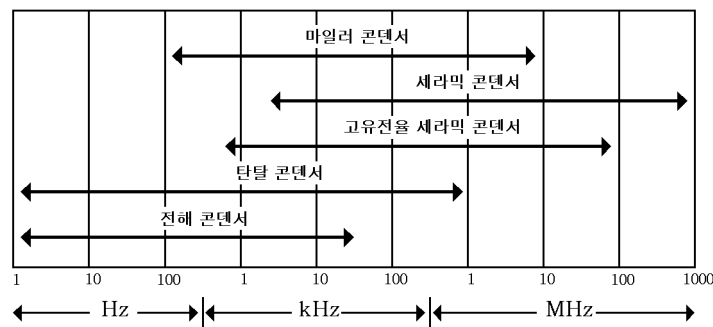 마일러 콘덴서
세라믹 콘덴서
고유전율 세라믹 콘덴서
탄탈 콘덴서
전해 콘덴서
1 10 100 1 10 100 1 10 100 1000
Hz kHz MHz